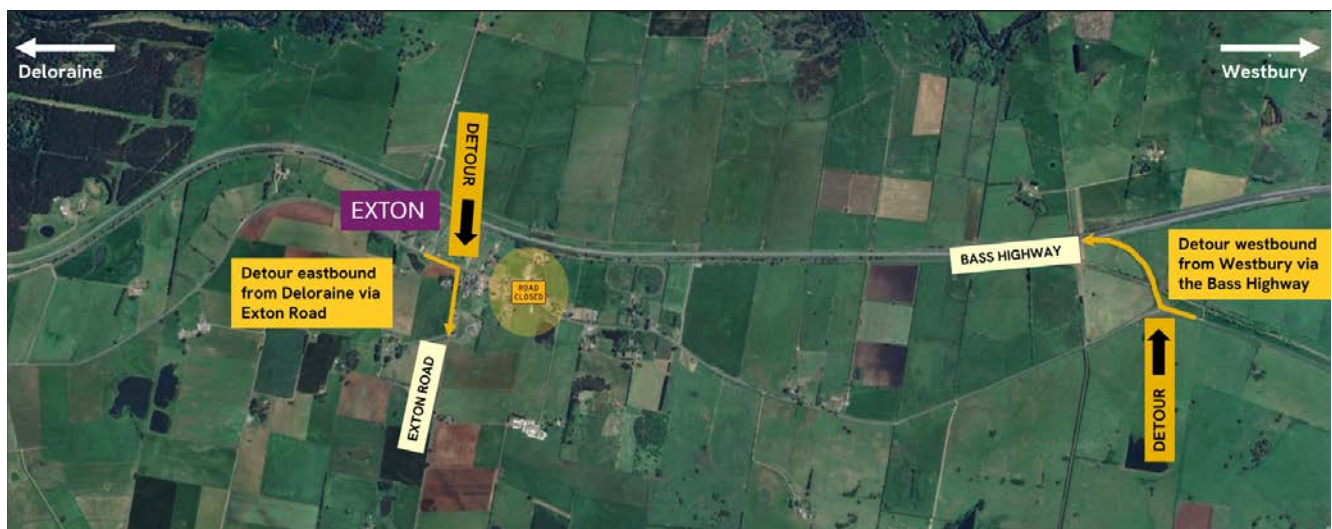 Deloraine
Westbury
DETOUR
EXTON
Detour eastbound
from Deloraine via
Exton Road
ROAD
CLOSED
EXTON ROAD
BASS HIGHWAY
Detour westbound
from Westbury via
the Bass Highway
DETOUR